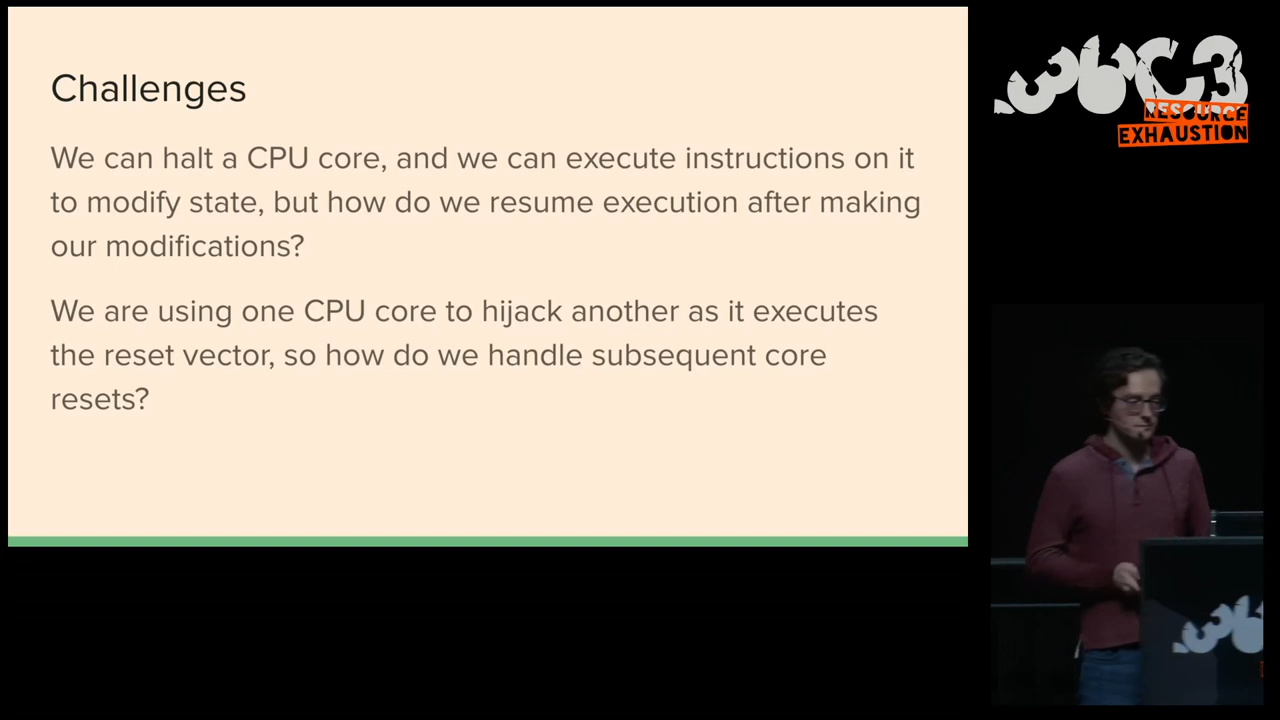 Challenges
We can halt a CPU core, and we can execute instructions on it
to modify state, but how do we resume execution after making
our modifications?
We are using one CPU core to hijack another as it executes
the reset vector, so how do we handle subsequent core
resets?
36C3
RESOURCE
EXHAUSTION